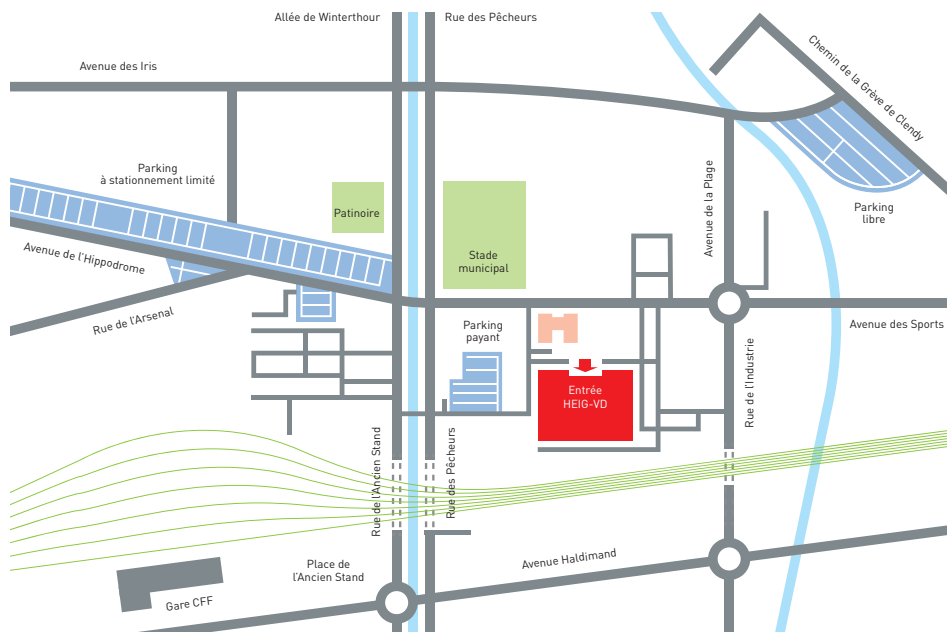 Allée de Winterthour
Rue des Pêcheurs
Avenue des Iris
Chemin de la Grève de Clendy
Parking
à stationnement limité
Avenue de la Plage
Patinoire
Parking
libre
Stade
municipal
Avenue de l'Hippodrome
Rue de l'Arsenal
Parking
payant
Avenue des Sports
Rue de l'Industrie
Entrée
HEIG-VD
Rue de l'Ancien Stand
Rue des Pêcheurs
Place de
l'Ancien Stand
Avenue Haldimand
Gare CFF